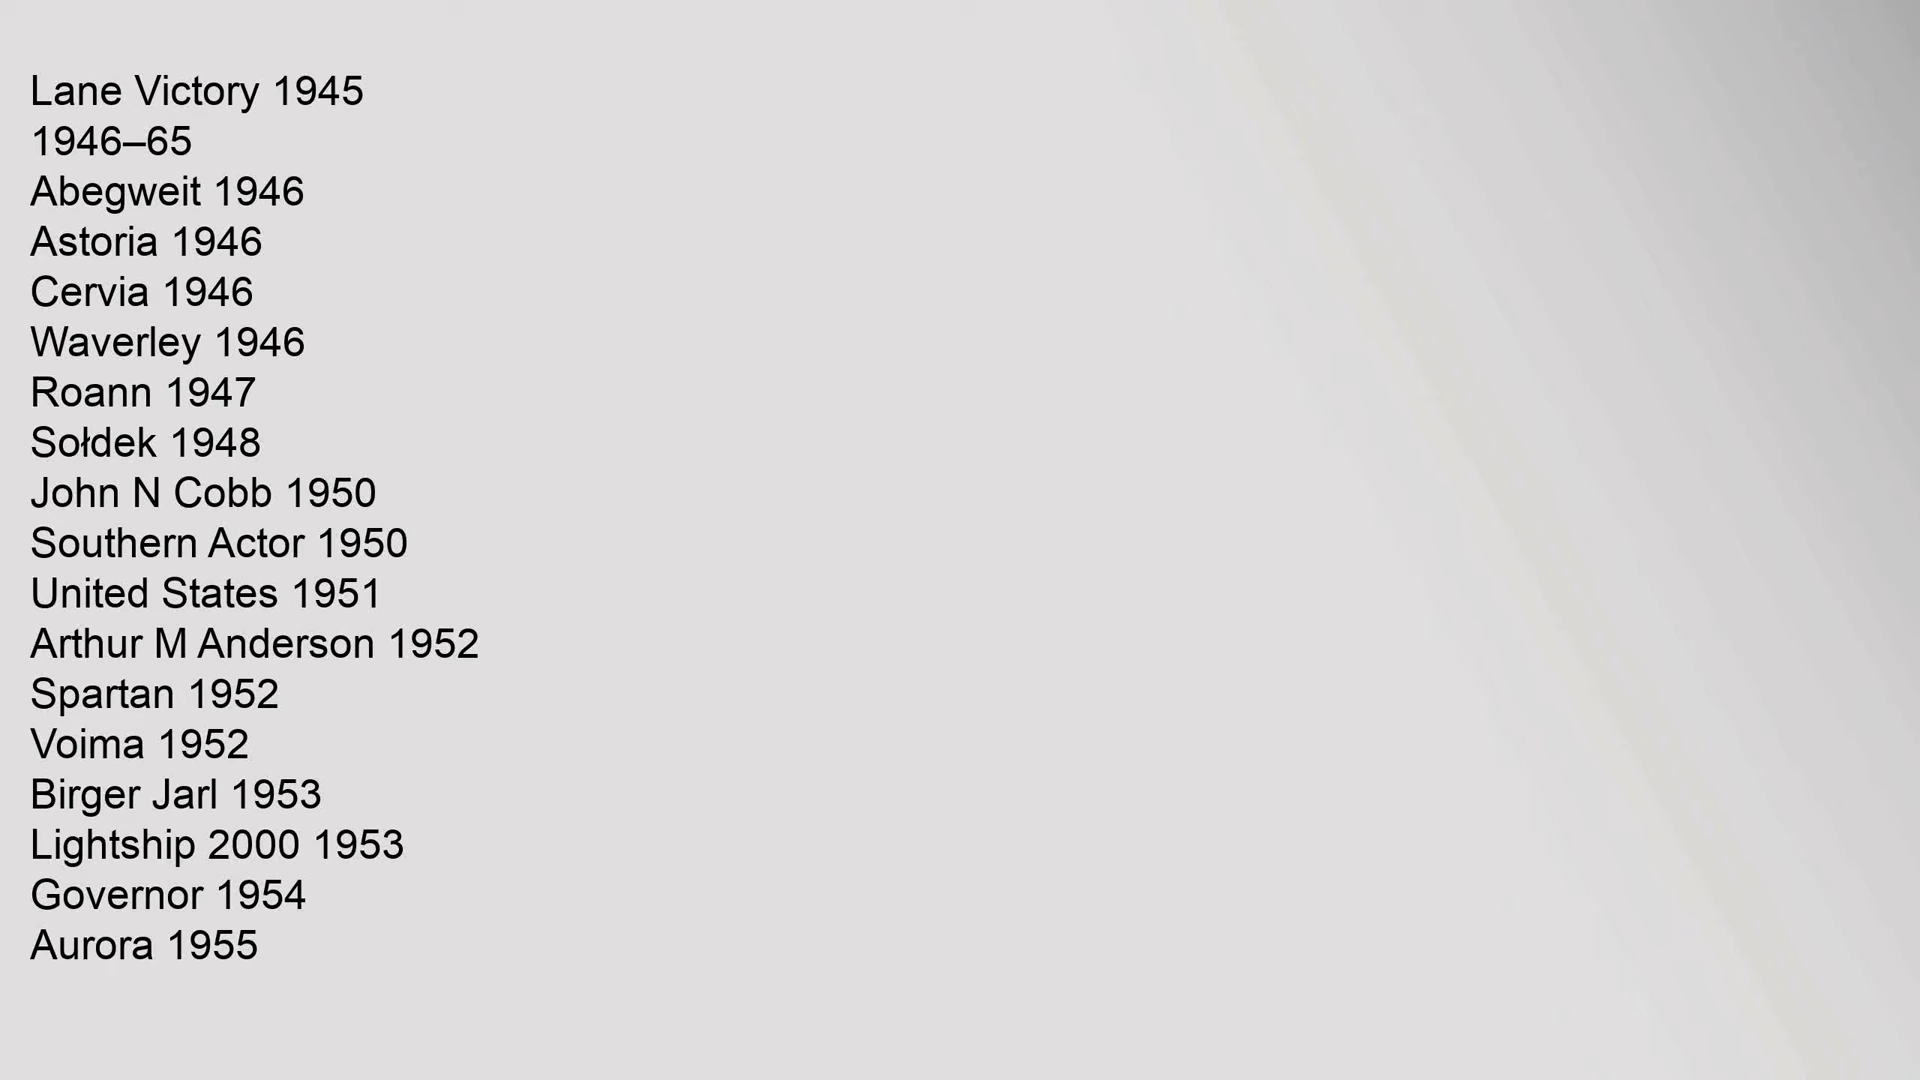 Lane Victory 1945
1946–65
Abegweit 1946
Astoria 1946
Cervia 1946
Waverley 1946
Roann 1947
Sołdek 1948
John N Cobb 1950
Southern Actor 1950
United States 1951
Arthur M Anderson 1952
Spartan 1952
Voima 1952
Birger Jarl 1953
Lightship 2000 1953
Governor 1954
Aurora 1955